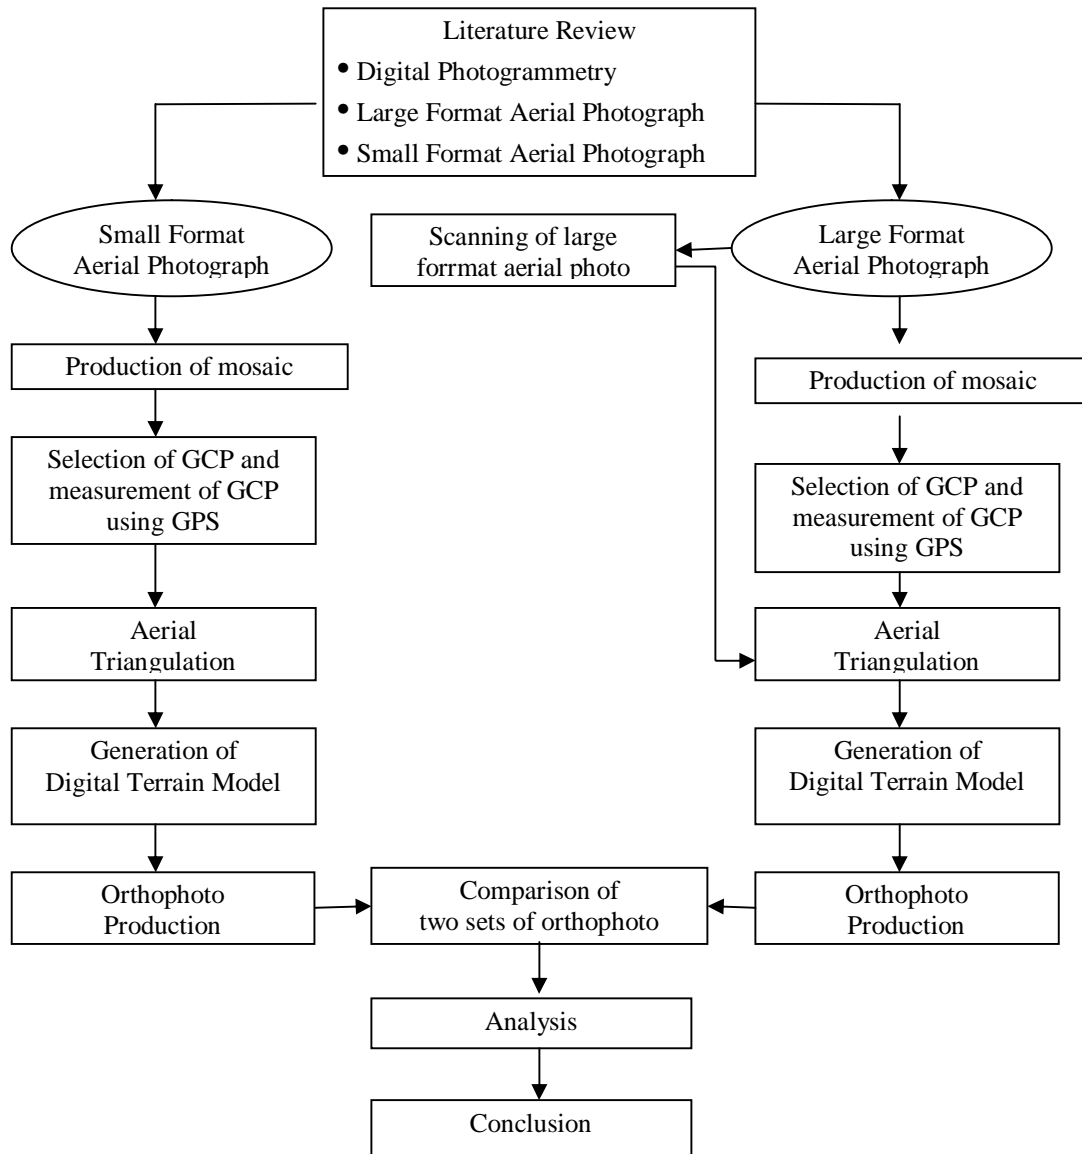 Literature Review
• Digital Photogrammetry
• Large Format Aerial Photograph
• Small Format Aerial Photograph
Small Format
Aerial Photograph
Scanning of large
forrmat aerial photo
Large Format
Aerial Photograph
Production of mosaic
Production of mosaic
Selection of GCP and
measurement of GCP
using GPS
Selection of GCP and
measurement of GCP
using GPS
Aerial
Triangulation
Aerial
Triangulation
Generation of
Digital Terrain Model
Generation of
Digital Terrain Model
Orthophoto
Production
Comparison of
two sets of orthophoto
Orthophoto
Production
Analysis
Conclusion